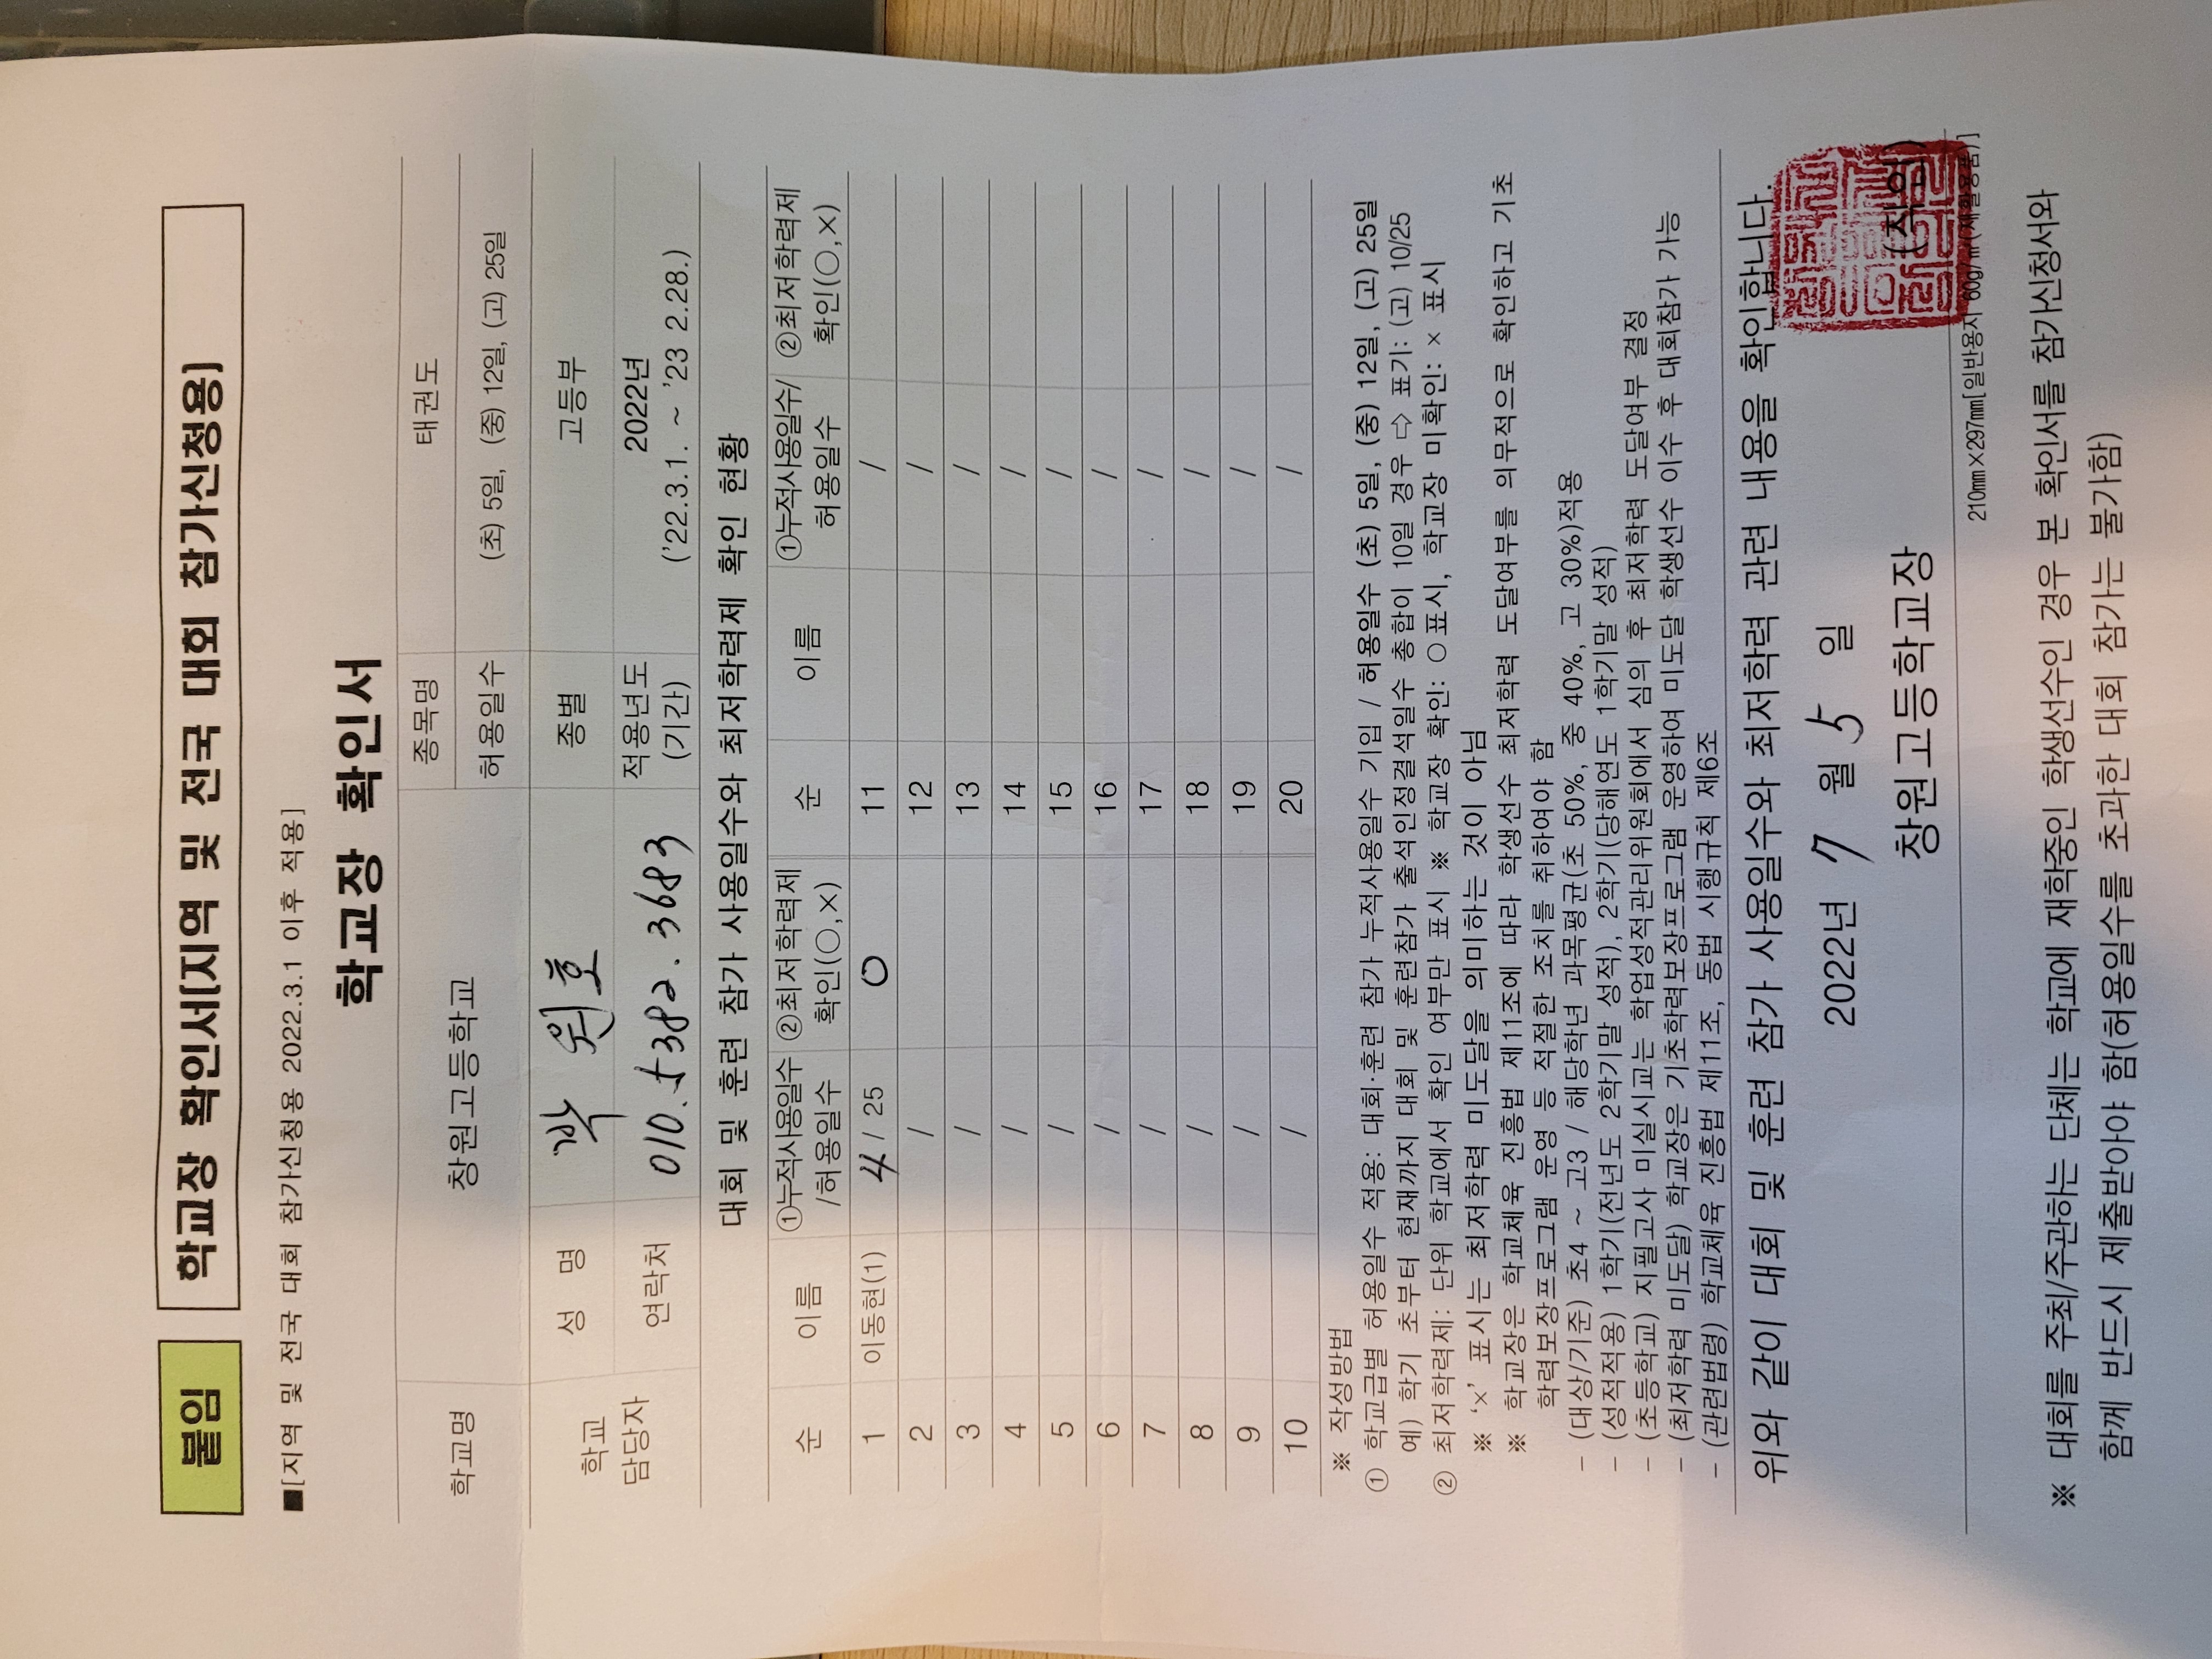 붙임 학교장 확인서(지역 및 전국 대회 참가신청용)
■[지역 및 전국 대회 참가신청용 2022.3.1 이후 적용]
학교장 확인서
학교명 창원고등학교 종목명 태권도
허용일수 (초) 5일, (중) 12일, (고) 25일
학교 담당자 성 명 박 원호 종별 고등부
연락처 010. 5382. 3683 적용년도 (기간) 2022년 ('22.3.1. ~ '23 2.28.)
대회 및 훈련 참가 사용일수와 최저학력제 확인 현황
순 이름 ①누적사용일수 /허용일수 ②최저학력제 확인(○,×) 순 이름 ①누적사용일수/ 허용일수 ②최저학력제 확인(○,×)
1 이동현(1) 4 / 25 ○ 11 /
2 / 12 /
3 / 13 /
4 / 14 /
5 / 15 /
6 / 16 /
7 / 17 /
8 / 18 /
9 / 19 /
10 / 20 /
※ 작성방법
① 학교급별 허용일수 적용: 대회·훈련 참가 누적사용일수 기입 / 허용일수 (초) 5일, (중) 12일, (고) 25일
예) 학기 초부터 현재까지 대회 및 훈련참가 출석인정결석일수 총합이 10일 경우 ⇨ 표기: (고) 10/25
② 최저학력제: 단위 학교에서 확인 여부만 표시 ※ 학교장 확인: ○ 표시, 학교장 미확인: × 표시
※ '×' 표시는 최저학력 미도달을 의미하는 것이 아님
※ 학교장은 학교체육 진흥법 제11조에 따라 학생선수 최저학력 도달여부를 의무적으로 확인하고 기초
학력보장프로그램 운영 등 적절한 조치를 취하여야 함
- (대상/기준) 초4 ~ 고3 / 해당학년 과목평균(초 50%, 중 40%, 고 30%)적용
- (성적적용) 1학기(전년도 2학기말 성적), 2학기(당해연도 1학기말 성적)
- (초등학교) 지필고사 미실시교는 학업성적관리위원회에서 심의 후 최저학력 도달여부 결정
- (최저학력 미도달) 학교장은 기초학력보장프로그램 운영하여 미도달 학생선수 이수 후 대회참가 가능
- (관련법령) 학교체육 진흥법 제11조, 동법 시행규칙 제6조
위와 같이 대회 및 훈련 참가 사용일수와 최저학력 관련 내용을 확인합니다.
2022년 7 월 5 일
창원고등학교장 (직인)
210mm×297mm[일반용지 60g/㎡(재활용품)]
※ 대회를 주최/주관하는 단체는 학교에 재학중인 학생선수인 경우 본 확인서를 참가신청서와
함께 반드시 제출받아야 함(허용일수를 초과한 대회 참가는 불가함)